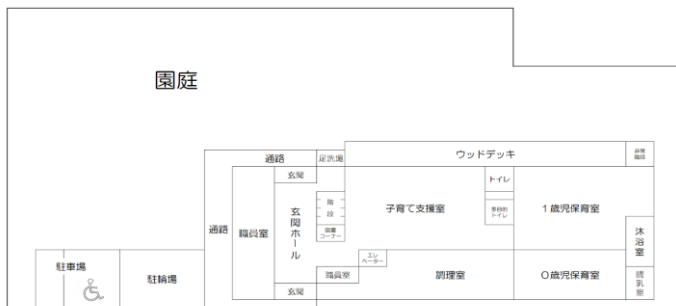 園庭
通路
足洗場
ウッドデッキ
玄関
トイレ
階
段
子育て支援室
多目的
トイレ
1歳児保育室
通路
職員室
玄関ホール
図書
コーナー
沐浴室
エレ
ベーター
駐車場
駐輪場
職員室
調理室
0歳児保育室
調乳室
玄関